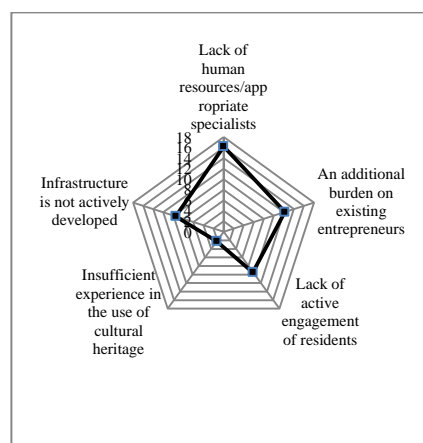 Lack of
human
resources/app
ropriate
specialists
18
16
14
12
10
8
6
4
2
0
An additional
burden on
existing
entrepreneurs
Lack of
active
engagement
of residents
Insufficient
experience in
the use of
cultural
heritage
Infrastructure
is not actively
developed